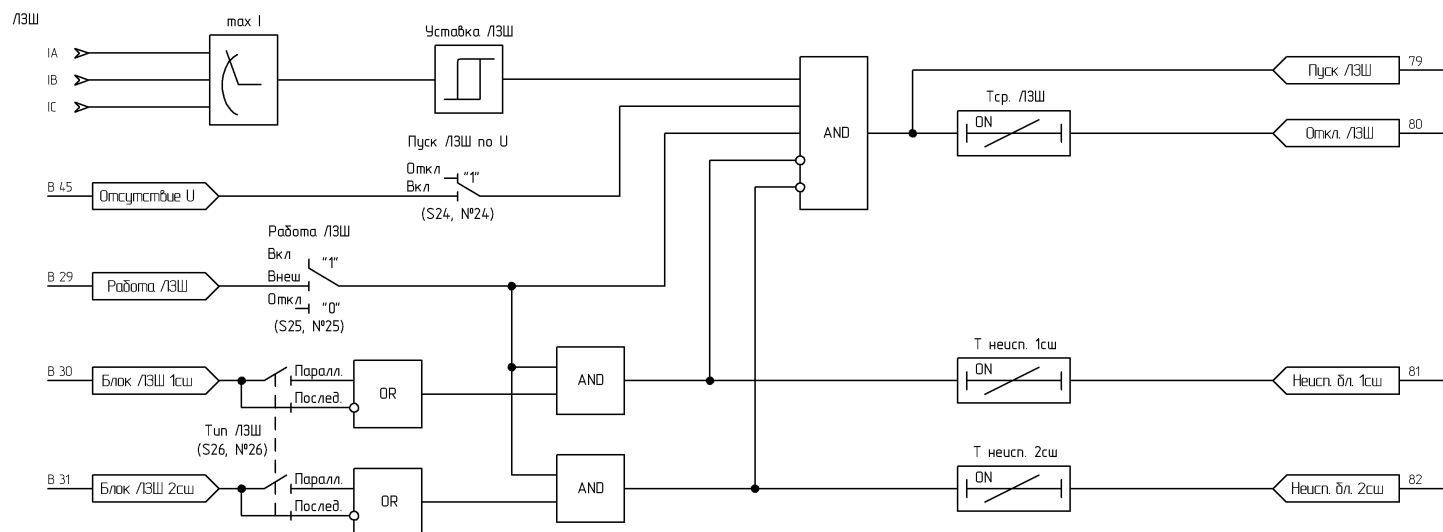 ЛЗШ
max I
IA
IB
IC
Уставка ЛЗШ
AND
79
Пуск ЛЗШ
Тср. ЛЗШ
ON
80
Откл. ЛЗШ
Пуск ЛЗШ по U
Откл "1"
Вкл
(S24, №24)
В 45
Отсутствие U
Работа ЛЗШ
Вкл "1"
Внеш
Откл "0"
(S25, №25)
В 29
Работа ЛЗШ
В 30
Блок ЛЗШ 1сш
Паралл.
Послед.
OR
AND
Т неисп. 1сш
ON
81
Неисп. бл. 1сш
Тип ЛЗШ
(S26, №26)
В 31
Блок ЛЗШ 2сш
Паралл.
Послед.
OR
AND
Т неисп. 2сш
ON
82
Неисп. бл. 2сш